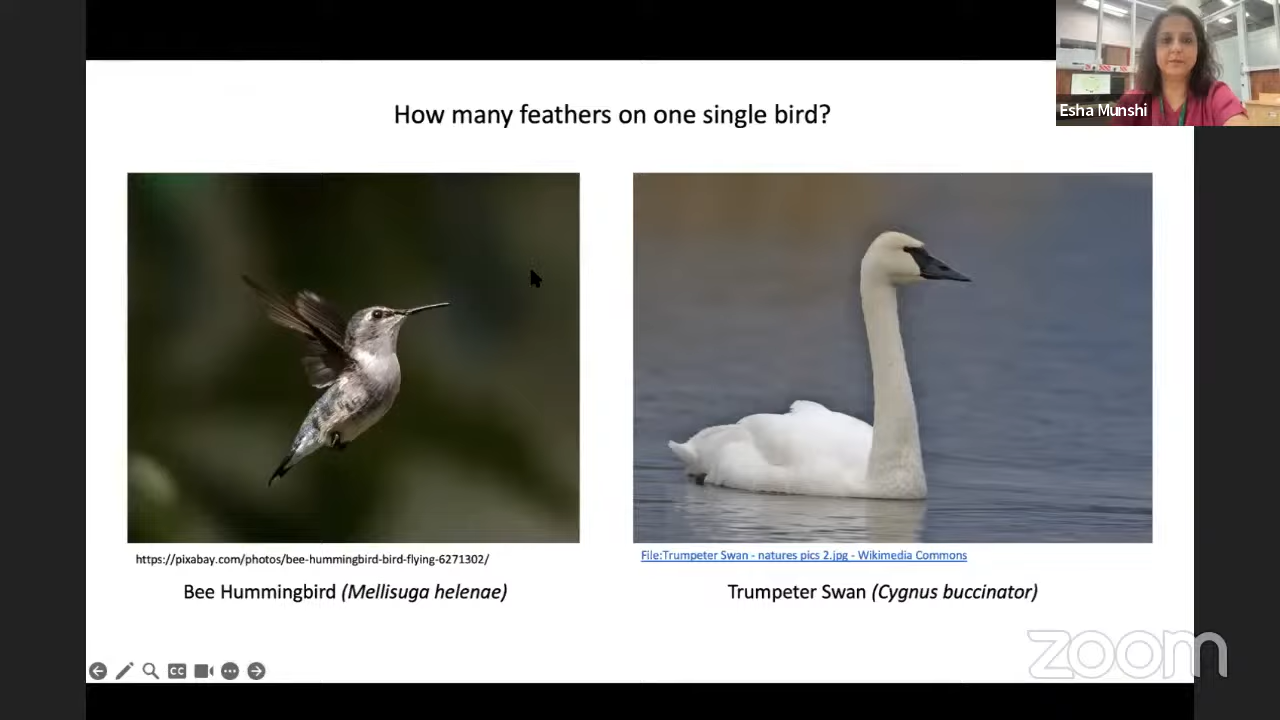 How many feathers on one single bird?
Esha Munshi
https://pixabay.com/photos/bee-hummingbird-bird-flying-6271302/
File:Trumpeter Swan - natures pics 2.jpg - Wikimedia Commons
Bee Hummingbird (Mellisuga helenae)
Trumpeter Swan (Cygnus buccinator)
zoom
CC